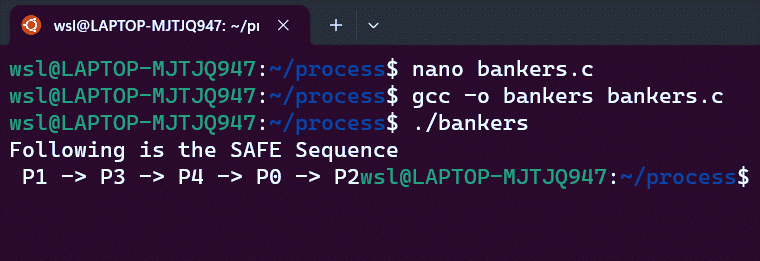 wsl@LAPTOP-MJTJQ947: ~/pr
wsl@LAPTOP-MJTJQ947:~/process$ nano bankers.c
wsl@LAPTOP-MJTJQ947:~/process$ gcc -o bankers bankers.c
wsl@LAPTOP-MJTJQ947:~/process$ ./bankers
Following is the SAFE Sequence
 P1 -> P3 -> P4 -> P0 -> P2wsl@LAPTOP-MJTJQ947:~/process$